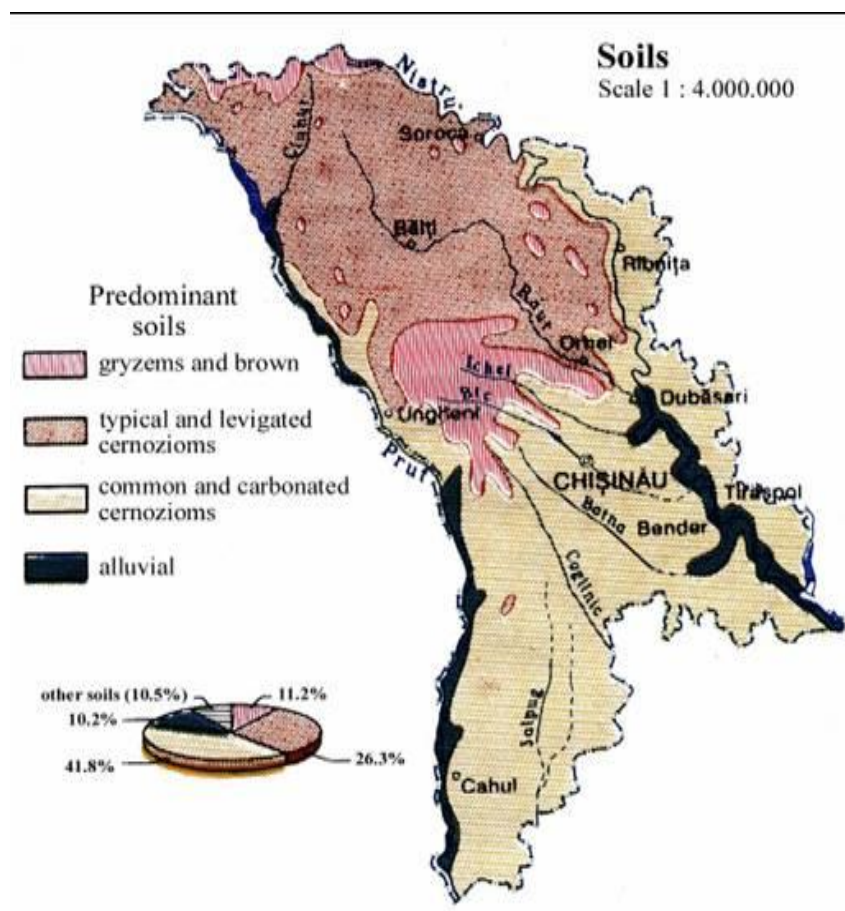 Soils
Scale 1 : 4.000.000
Nistru
Ciuhur
Soroca
Bălți
Rîbnița
Răut
Orhei
Ichel
Bîc
Ungheni
Dubăsari
Prut
CHIȘINĂU
Tiraspol
Botna
Bender
Coglînic
Salpug
Cahul
Predominant
soils
gryzems and brown
typical and levigated
cernozioms
common and carbonated
cernozioms
alluvial
other soils (10.5%)
11.2%
10.2%
41.8%
26.3%